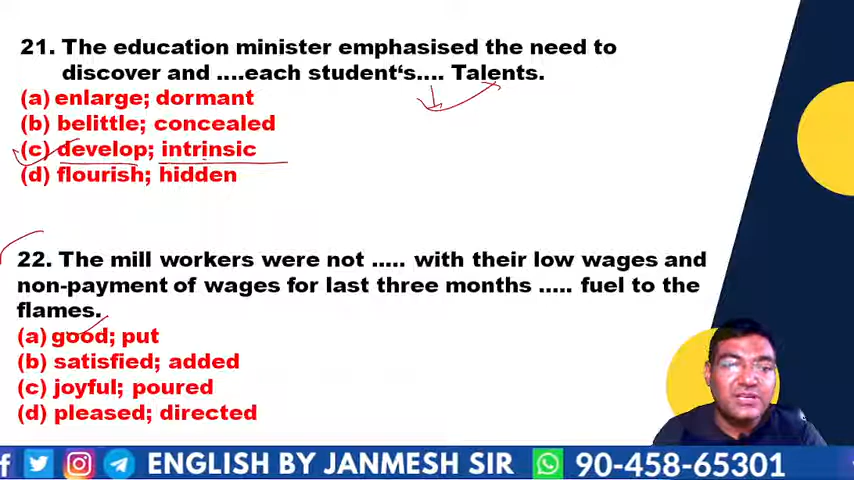 21. The education minister emphasised the need to
discover and ....each student‘s.... Talents.
(a) enlarge; dormant
(b) belittle; concealed
(c) develop; intrinsic
(d) flourish; hidden
22. The mill workers were not ..... with their low wages and
non-payment of wages for last three months ..... fuel to the
flames.
(a) good; put
(b) satisfied; added
(c) joyful; poured
(d) pleased; directed
ENGLISH BY JANMESH SIR 90-458-65301